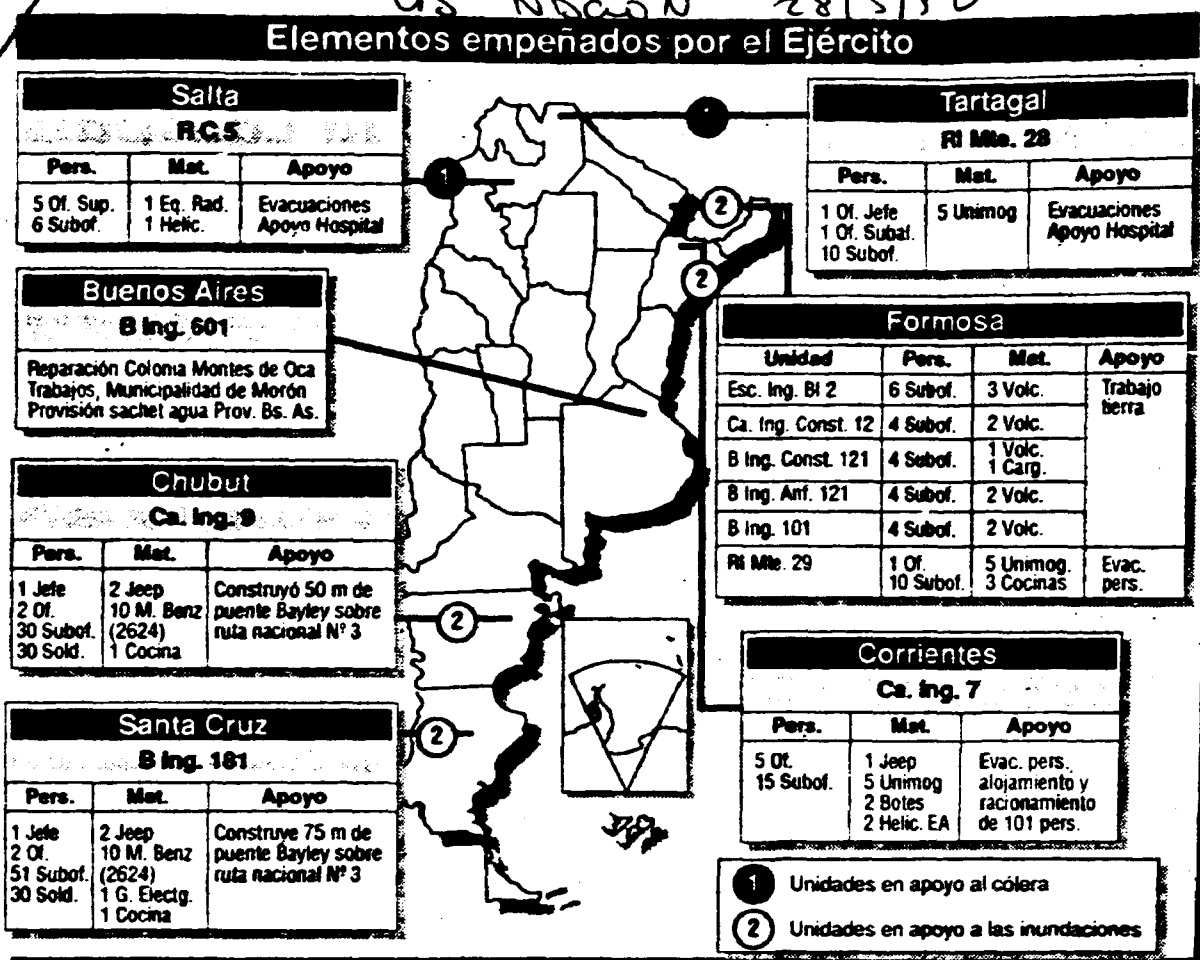 Elementos empeñados por el Ejército
Salta
R.C.5
Pers. Mat. Apoyo
5 Of. Sup. 1 Eq. Rad. Evacuaciones
6 Subof. 1 Helic. Apoyo Hospital
Tartagal
RI Mte. 28
Pers. Mat. Apoyo
1 Of. Jefe 5 Unimog Evacuaciones
1 Of. Subal. Apoyo Hospital
10 Subof.
1
1
2
2
Buenos Aires
B Ing. 601
Reparación Colonia Montes de Oca
Trabajos, Municipalidad de Morón
Provisión sachet agua Prov. Bs. As.
Formosa
Unidad Pers. Mat. Apoyo
Esc. Ing. Bl 2 6 Subof. 3 Volc. Trabajo
tierra
Ca. Ing. Const. 12 4 Subof. 2 Volc.
B Ing. Const. 121 4 Subof. 1 Volc.
1 Carg.
B Ing. Anf. 121 4 Subof. 2 Volc.
B Ing. 101 4 Subof. 2 Volc.
RI Mte. 29 1 Of. 5 Unimog. Evac.
10 Subof. 3 Cocinas pers.
Chubut
Ca. Ing. 9
Pers. Mat. Apoyo
1 Jefe 2 Jeep Construyó 50 m de
2 Of. 10 M. Benz puente Bayley sobre
30 Subof. (2624) ruta nacional Nº 3
30 Sold. 1 Cocina
2
Santa Cruz
B Ing. 181
Pers. Mat. Apoyo
1 Jefe 2 Jeep Construye 75 m de
2 Of. 10 M. Benz puente Bayley sobre
51 Subof. (2624) ruta nacional Nº 3
30 Sold. 1 G. Electg.
1 Cocina
2
Corrientes
Ca. Ing. 7
Pers. Mat. Apoyo
5 Of. 1 Jeep Evac. pers.,
15 Subof. 5 Unimog alojamiento y
2 Botes racionamiento
2 Helic. EA de 101 pers.
1 Unidades en apoyo al cólera
2 Unidades en apoyo a las inundaciones